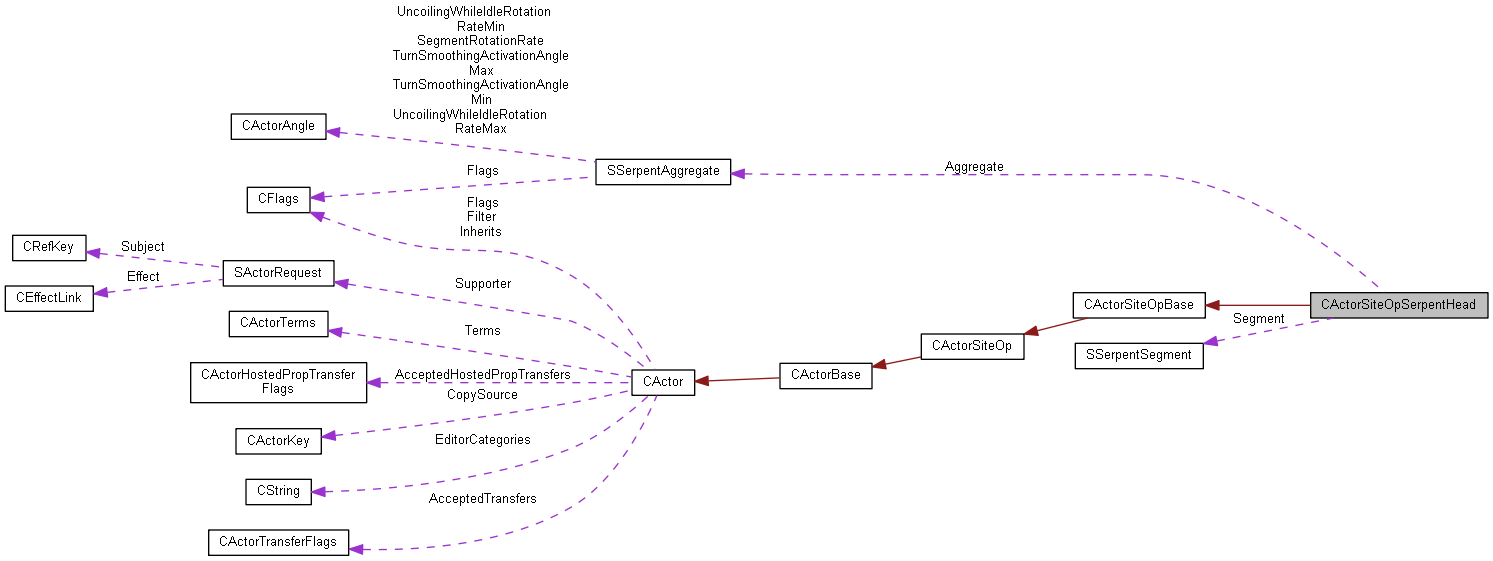 UncoilingWhileIdleRotation
RateMin
SegmentRotationRate
TurnSmoothingActivationAngle
Max
TurnSmoothingActivationAngle
Min
UncoilingWhileIdleRotation
RateMax
CActorAngle
SSerpentAggregate
Aggregate
Flags
CFlags
Flags
Filter
Inherits
CRefKey
Subject
SActorRequest
Effect
CEffectLink
Supporter
CActorSiteOpBase
CActorSiteOpSerpentHead
Segment
CActorTerms
Terms
CActorSiteOp
SSerpentSegment
CActorHostedPropTransfer
Flags
AcceptedHostedPropTransfers
CActor
CActorBase
CopySource
CActorKey
EditorCategories
CString
AcceptedTransfers
CActorTransferFlags